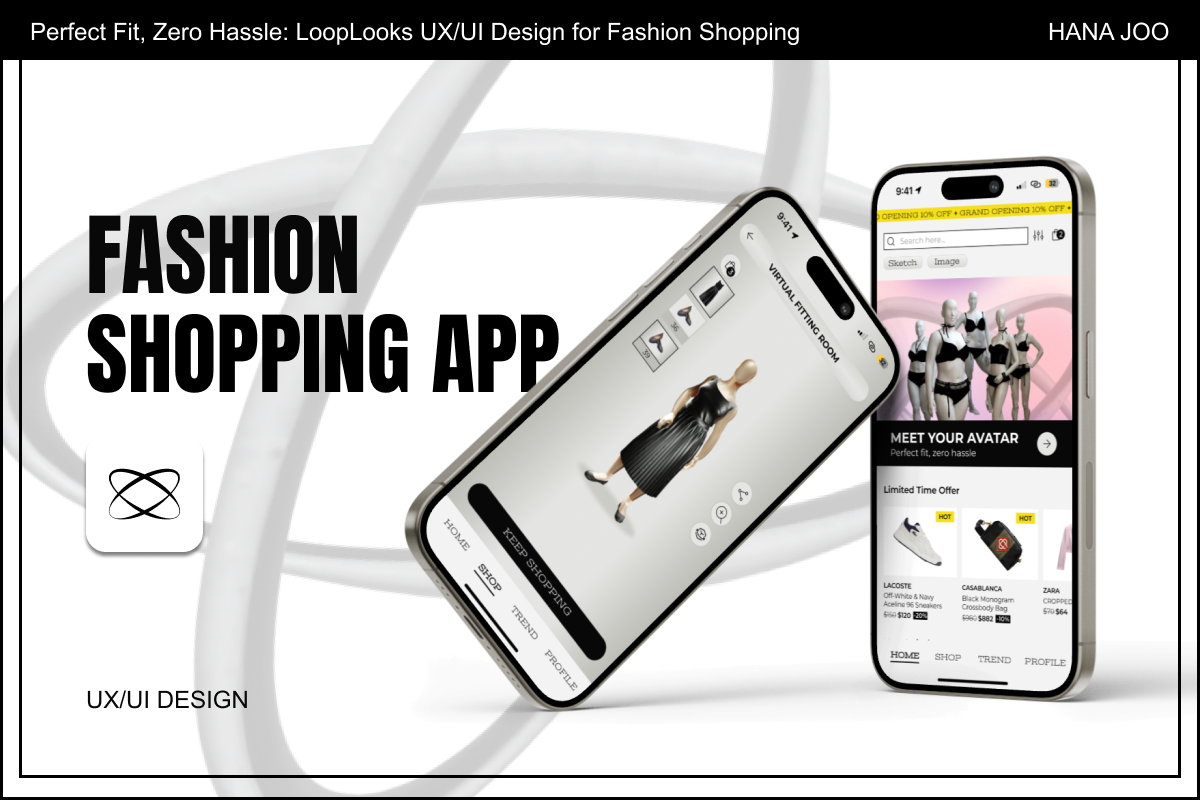 Perfect Fit, Zero Hassle: LoopLooks UX/UI Design for Fashion Shopping
HANA JOO
FASHION
SHOPPING APP
UX/UI DESIGN
9:41
VIRTUAL FITTING ROOM
36
39
KEEP SHOPPING
HOME
SHOP
TREND
PROFILE
9:41
32
OPENING 10% OFF • GRAND OPENING 10% OFF •
Search here...
2
Sketch
Image
MEET YOUR AVATAR
Perfect fit, zero hassle
Limited Time Offer
HOT
HOT
LACOSTE
Off-White & Navy
Aceline 96 Sneakers
$150 $120 -20%
CASABLANCA
Black Monogram
Crossbody Bag
$980 $882 -10%
ZARA
CROPPED
$70 $64
HOME
SHOP
TREND
PROFILE